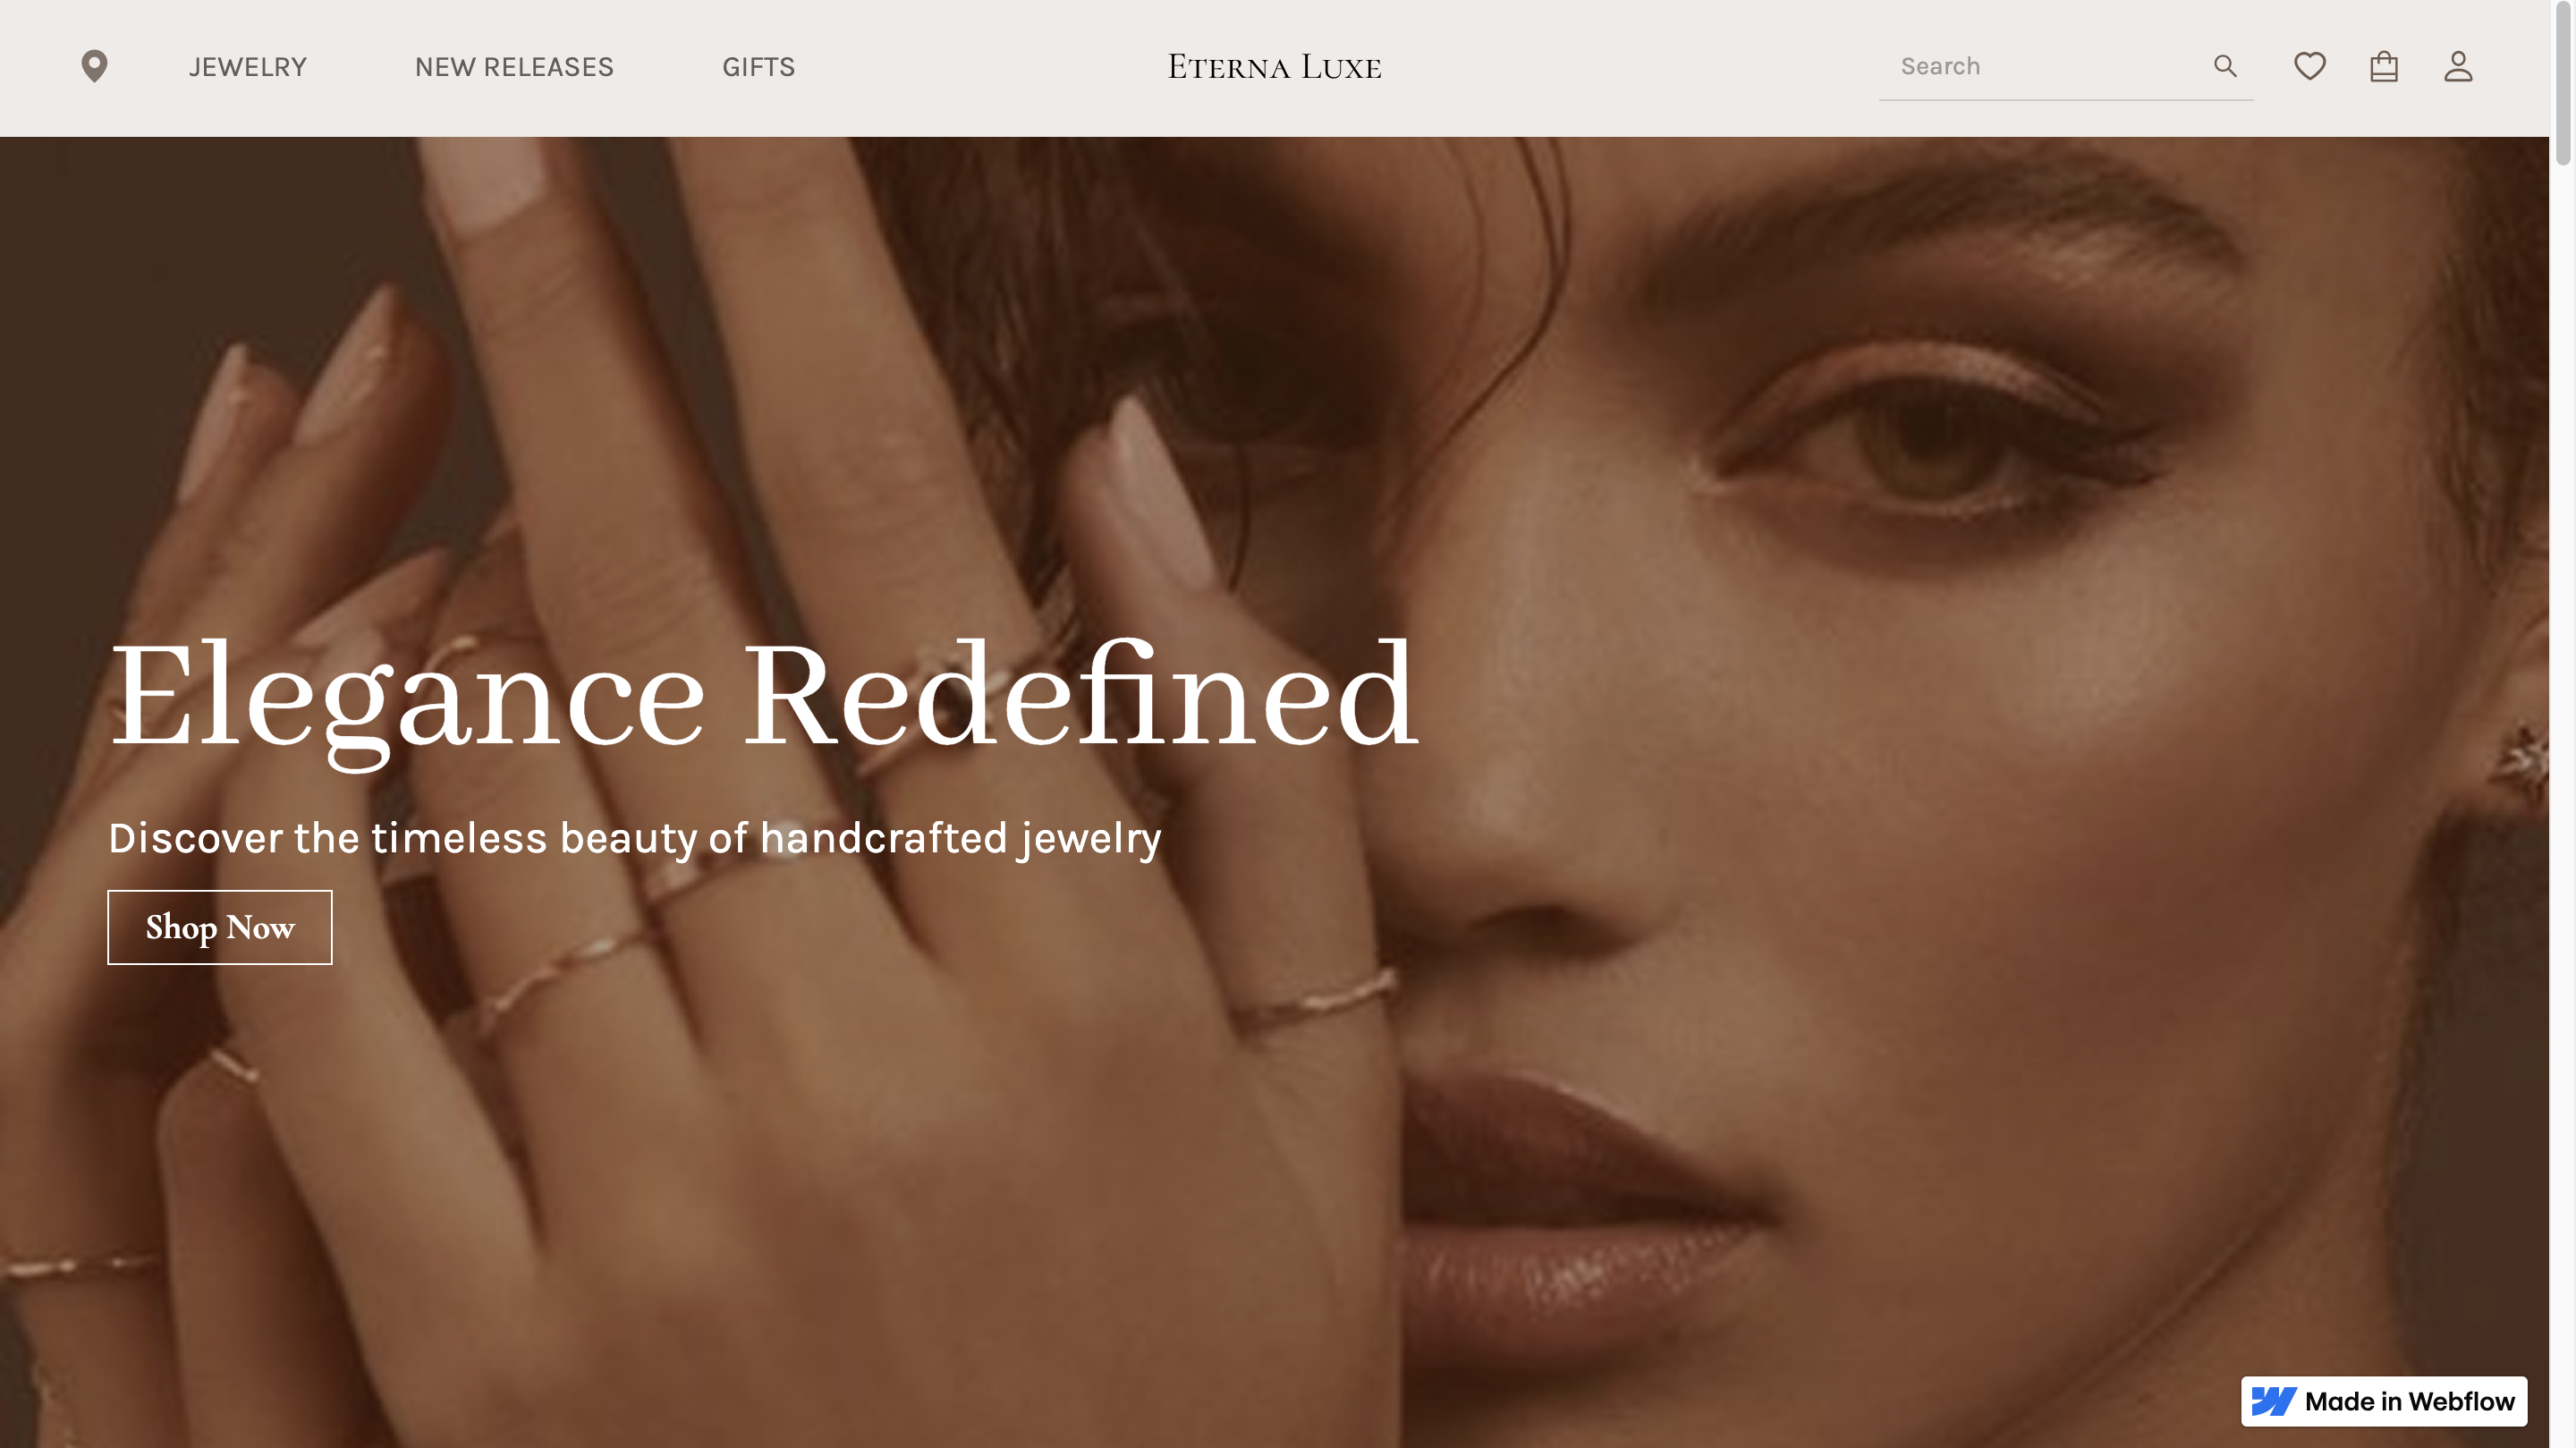 JEWELRY
NEW RELEASES
GIFTS
Eterna Luxe
Search
Elegance Redefined
Discover the timeless beauty of handcrafted jewelry
Shop Now
Made in Webflow